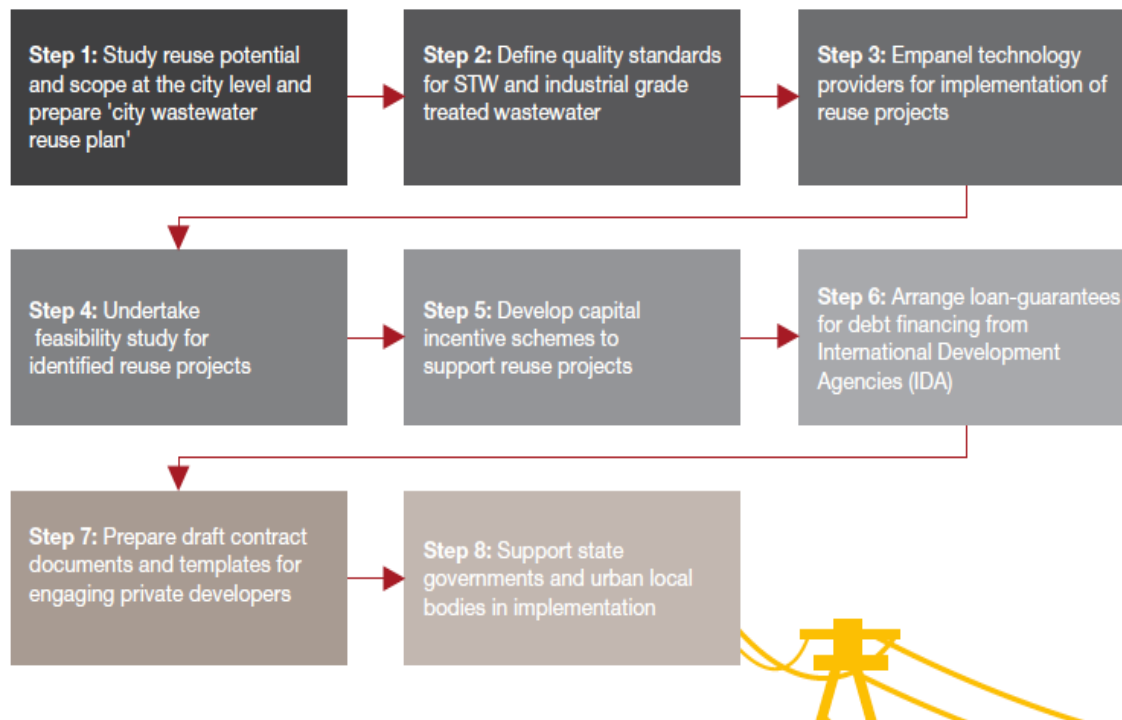 Step 1: Study reuse potential
and scope at the city level and
prepare 'city wastewater
reuse plan'
Step 2: Define quality standards
for STW and industrial grade
treated wastewater
Step 3: Empanel technology
providers for implementation of
reuse projects
Step 4: Undertake
feasibility study for
identified reuse projects
Step 5: Develop capital
incentive schemes to
support reuse projects
Step 6: Arrange loan-guarantees
for debt financing from
International Development
Agencies (IDA)
Step 7: Prepare draft contract
documents and templates for
engaging private developers
Step 8: Support state
governments and urban local
bodies in implementation